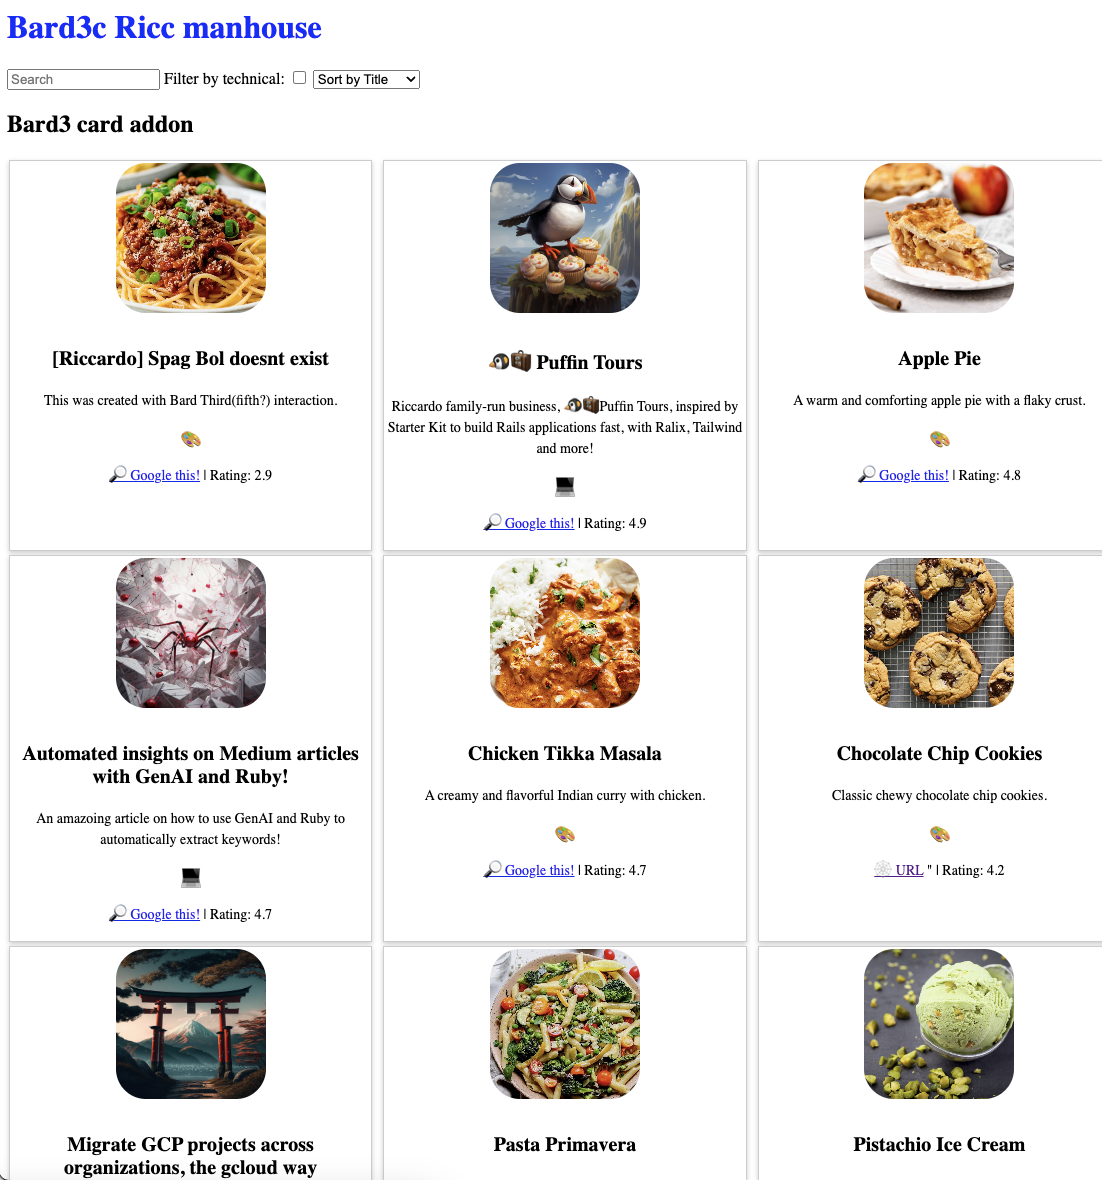 Bard3c Ricc manhouse
Search Filter by technical: Sort by Title
Bard3 card addon
[Riccardo] Spag Bol doesnt exist
This was created with Bard Third(fifth?) interaction.
🎨
🔎 Google this! | Rating: 2.9
🐧🧳 Puffin Tours
Riccardo family-run business, 🐧🧳Puffin Tours, inspired by
Starter Kit to build Rails applications fast, with Ralix, Tailwind
and more!
💻
🔎 Google this! | Rating: 4.9
Apple Pie
A warm and comforting apple pie with a flaky crust.
🎨
🔎 Google this! | Rating: 4.8
Automated insights on Medium articles
with GenAI and Ruby!
An amazoing article on how to use GenAI and Ruby to
automatically extract keywords!
💻
🔎 Google this! | Rating: 4.7
Chicken Tikka Masala
A creamy and flavorful Indian curry with chicken.
🎨
🔎 Google this! | Rating: 4.7
Chocolate Chip Cookies
Classic chewy chocolate chip cookies.
🎨
🕸️ URL " | Rating: 4.2
Migrate GCP projects across
organizations, the gcloud way
Pasta Primavera
Pistachio Ice Cream